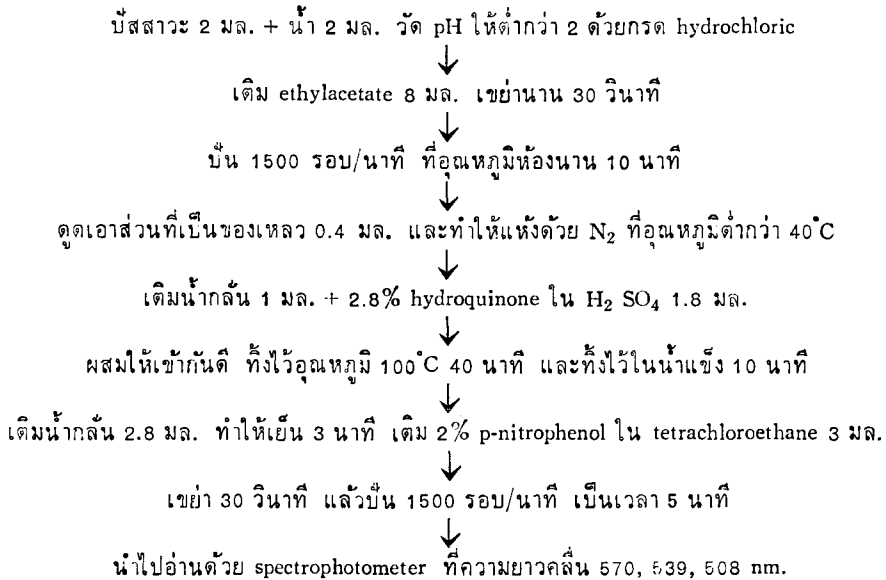 ปัสสาวะ 2 มล. + น้ำ 2 มล. วัด pH ให้ต่ำกว่า 2 ด้วยกรด hydrochloric
↓
เติม ethylacetate 8 มล. เขย่านาน 30 วินาที
↓
ปั่น 1500 รอบ/นาที ที่อุณหภูมิห้องนาน 10 นาที
↓
ดูดเอาส่วนที่เป็นของเหลว 0.4 มล. และทำให้แห้งด้วย N₂ ที่อุณหภูมิต่ำกว่า 40°C
↓
เติมน้ำกลั่น 1 มล. + 2.8% hydroquinone ใน H₂ SO₄ 1.8 มล.
↓
ผสมให้เข้ากันดี ทิ้งไว้อุณหภูมิ 100°C 40 นาที และทิ้งไว้ในน้ำแข็ง 10 นาที
↓
เติมน้ำกลั่น 2.8 มล. ทำให้เย็น 3 นาที เติม 2% p-nitrophenol ใน tetrachloroethane 3 มล.
↓
เขย่า 30 วินาที แล้วปั่น 1500 รอบ/นาที เป็นเวลา 5 นาที
↓
นำไปอ่านด้วย spectrophotometer ที่ความยาวคลื่น 570, 539, 508 nm.